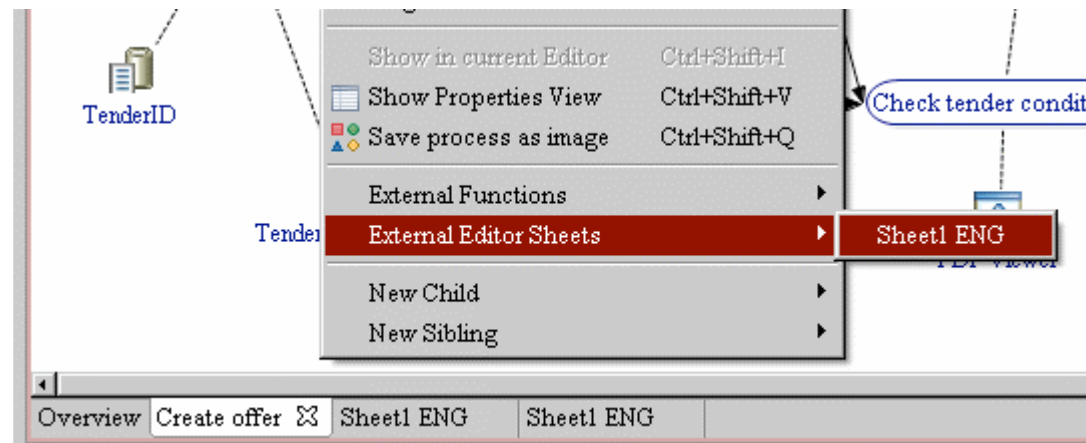 Show in current Editor Ctrl+Shift+I
TenderID
Show Properties View Ctrl+Shift+V
Check tender condit
Save process as image Ctrl+Shift+Q
External Functions
Tender
External Editor Sheets
Sheet1 ENG
PDF Viewer
New Child
New Sibling
Overview Create offer Sheet1 ENG Sheet1 ENG